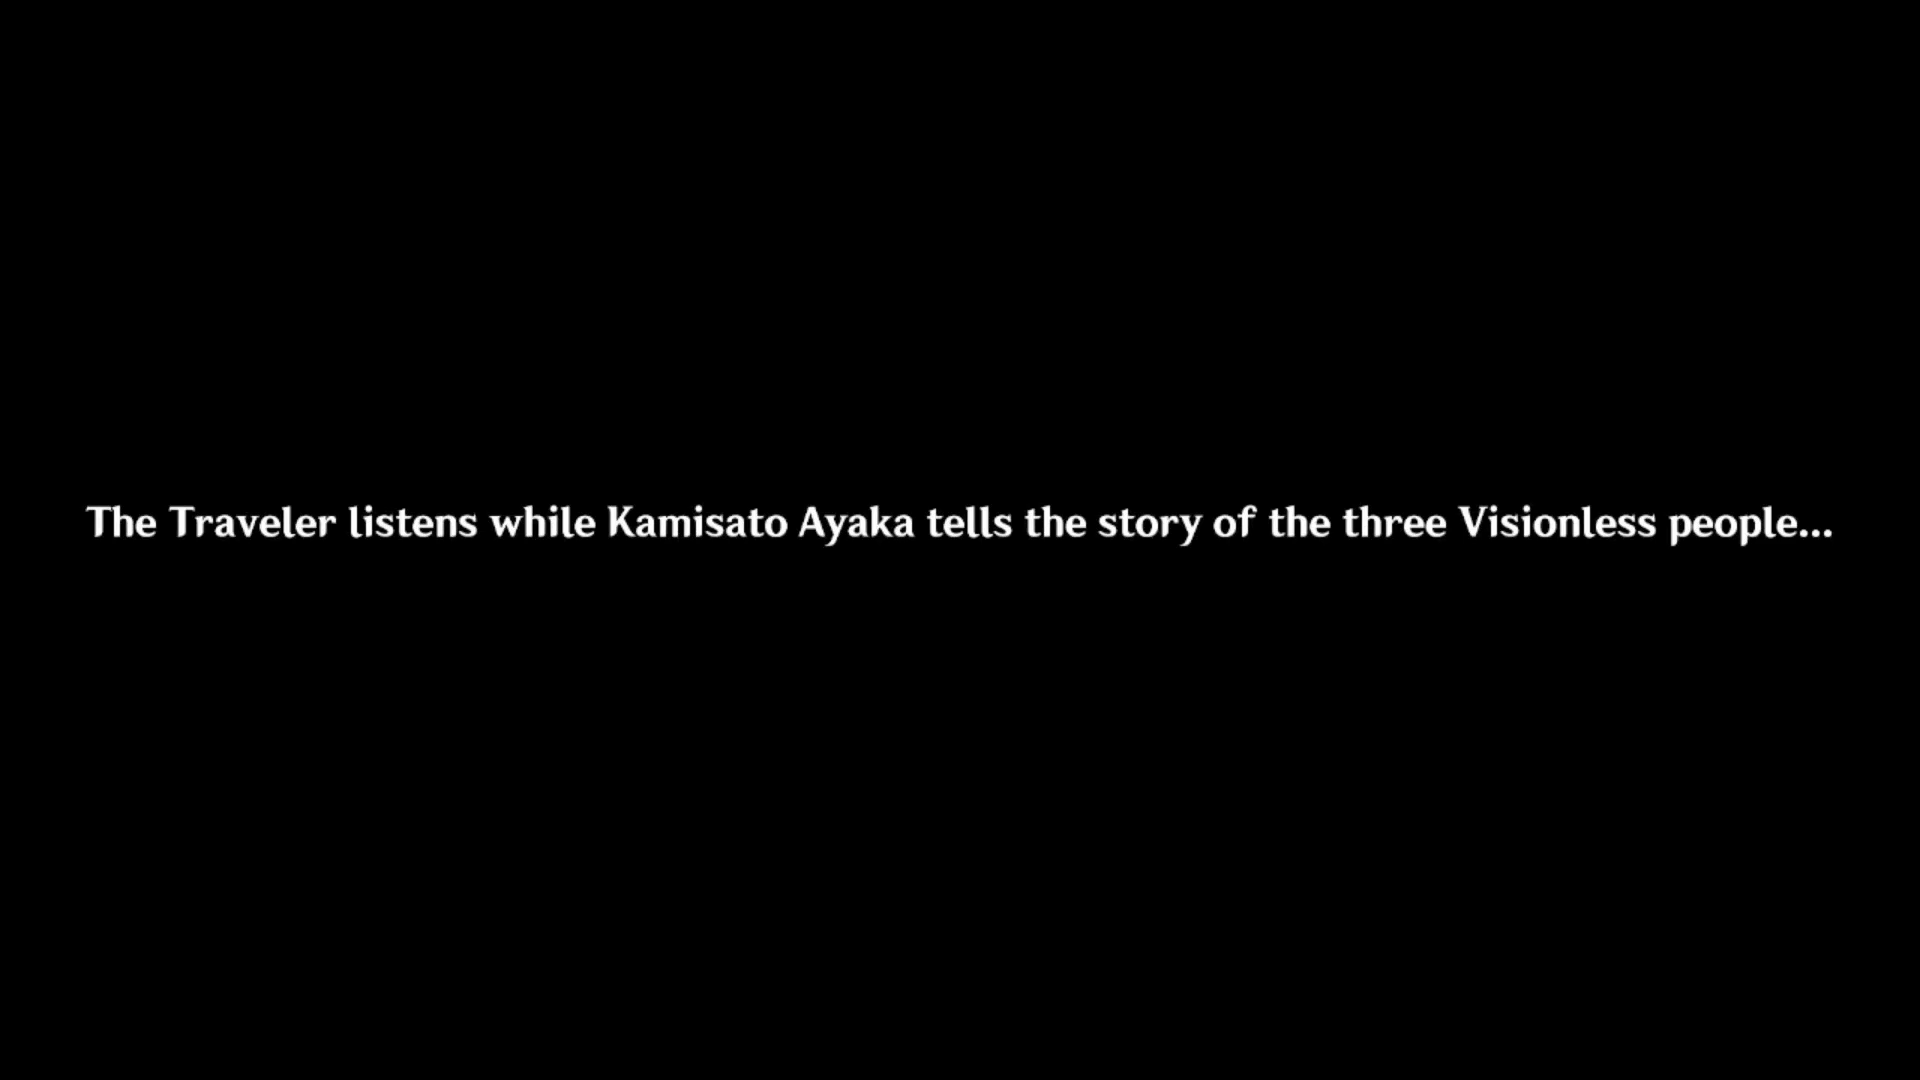 The Traveler listens while Kamisato Ayaka tells the story of the three Visionless people...